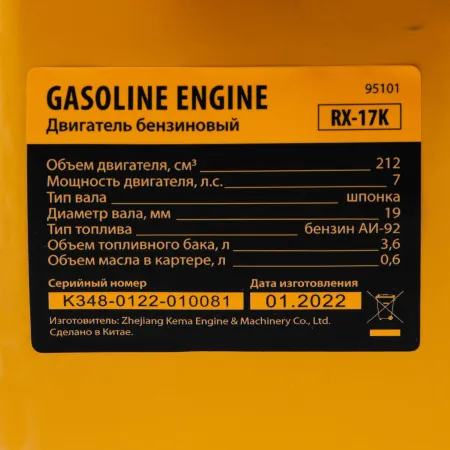 95101
GASOLINE ENGINE
RX-17K
Двигатель бензиновый
Объем двигателя, см³ 212
Мощность двигателя, л.с. 7
Тип вала шпонка
Диаметр вала, мм 19
Тип топлива бензин АИ-92
Объем топливного бака, л 3,6
Объем масла в картере, л 0,6
Серийный номер Дата изготовления
K348-0122-010081 01.2022
Изготовитель: Zhejiang Kema Engine & Machinery Co., Ltd.
Сделано в Китае.